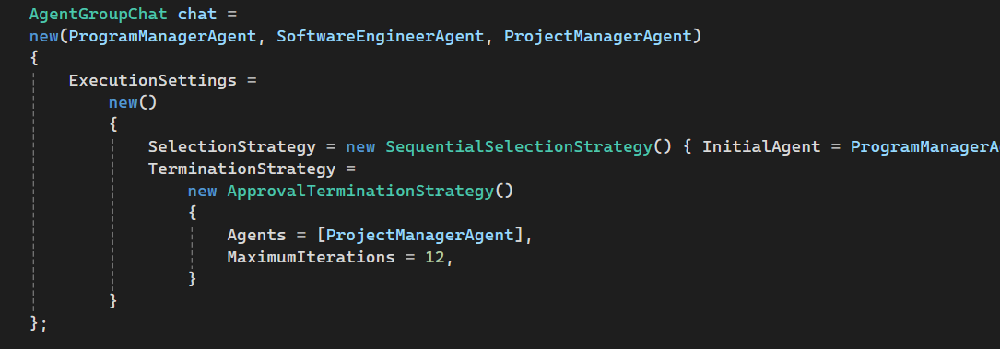 AgentGroupChat chat =
new(ProgramManagerAgent, SoftwareEngineerAgent, ProjectManagerAgent)
{
ExecutionSettings =
new()
{
SelectionStrategy = new SequentialSelectionStrategy() { InitialAgent = ProgramManagerA
TerminationStrategy =
new ApprovalTerminationStrategy()
{
Agents = [ProjectManagerAgent],
MaximumIterations = 12,
}
}
};